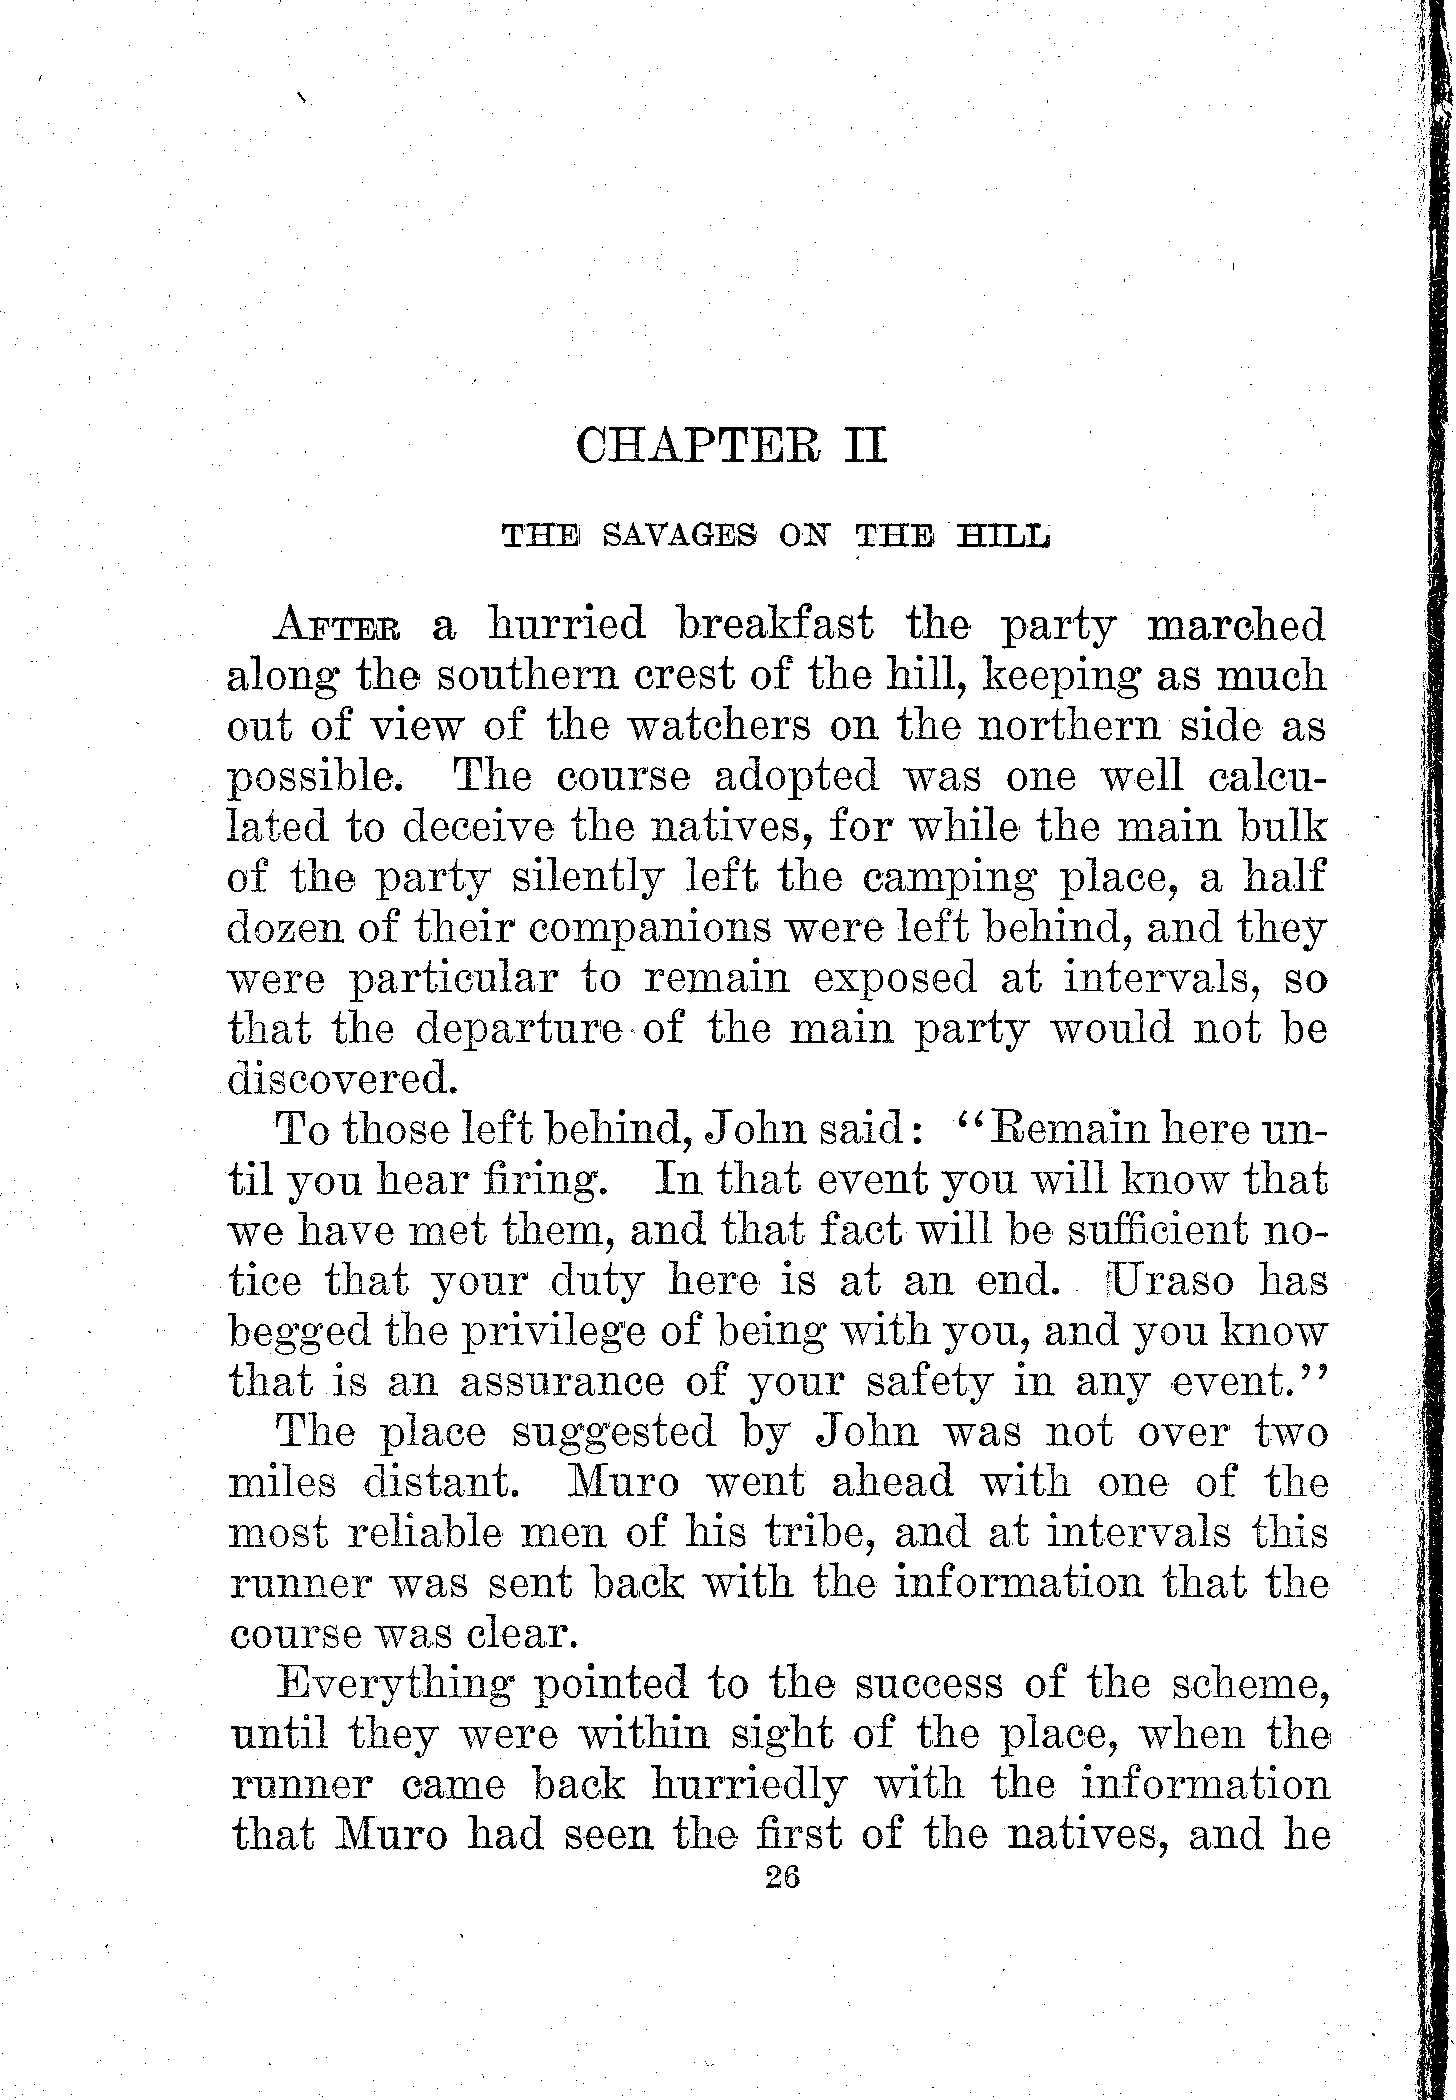 CHAPTER II
THE SAVAGES ON THE HILL
AFTER a hurried breakfast the party marched
along the southern crest of the hill, keeping as much
out of view of the watchers on the northern side as
possible. The course adopted was one well calcu-
lated to deceive the natives, for while the main bulk
of the party silently left the camping place, a half
dozen of their companions were left behind, and they
were particular to remain exposed at intervals, so
that the departure of the main party would not be
discovered.
To those left behind, John said: "Remain here un-
til you hear firing. In that event you will know that
we have met them, and that fact will be sufficient no-
tice that your duty here is at an end. Uraso has
begged the privilege of being with you, and you know
that is an assurance of your safety in any event."
The place suggested by John was not over two
miles distant. Muro went ahead with one of the
most reliable men of his tribe, and at intervals this
runner was sent back with the information that the
course was clear.
Everything pointed to the success of the scheme,
until they were within sight of the place, when the
runner came back hurriedly with the information
that Muro had seen the first of the natives, and he
26